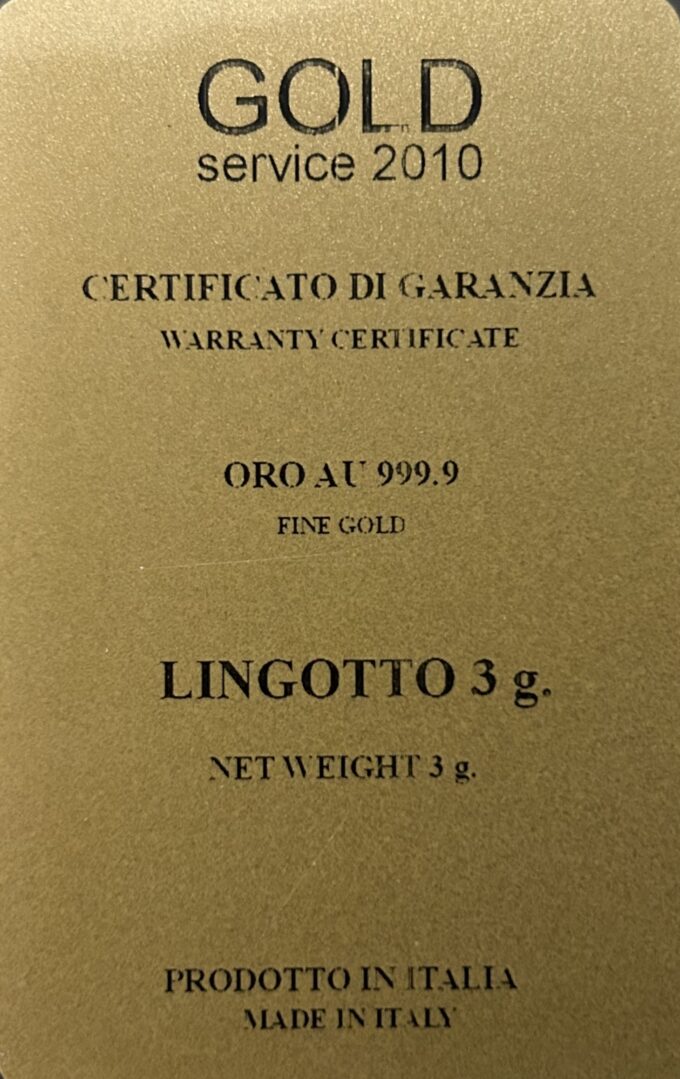 GOLD
service 2010
CERTIFICATO DI GARANZIA
WARRANTY CERTIFICATE
ORO AU 999.9
FINE GOLD
LINGOTTO 3 g.
NET WEIGHT 3 g.
PRODOTTO IN ITALIA
MADE IN ITALY